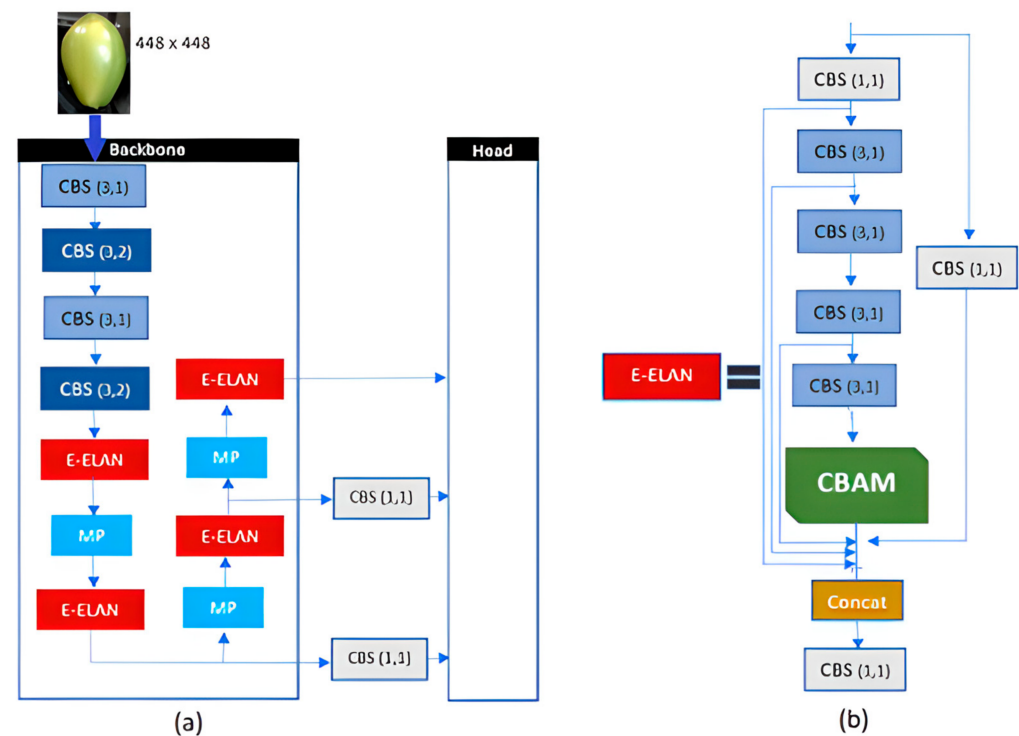 448 x 448
Backbone
Head
CBS (3,1)
CBS (3,2)
CBS (3,1)
CBS (3,2)
E-ELAN
MP
E-ELAN
E-ELAN
MP
E-ELAN
MP
CBS (1,1)
CBS (1,1)
(a)
CBS (1,1)
CBS (3,1)
CBS (3,1)
CBS (3,1)
CBS (3,1)
CBS (1,1)
E-ELAN
=
CBAM
Concat
CBS (1,1)
(b)